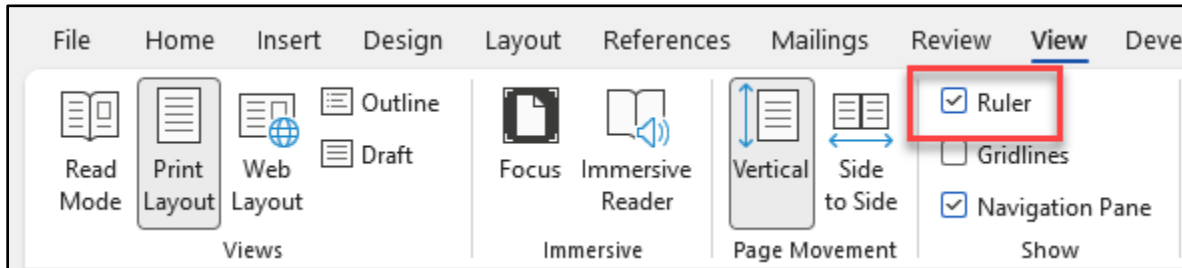 File Home Insert Design Layout References Mailings Review View Deve
Read Mode
Print Layout
Web Layout
Outline
Draft
Views
Focus
Immersive Reader
Immersive
Vertical
Side to Side
Page Movement
Ruler
Gridlines
Navigation Pane
Show